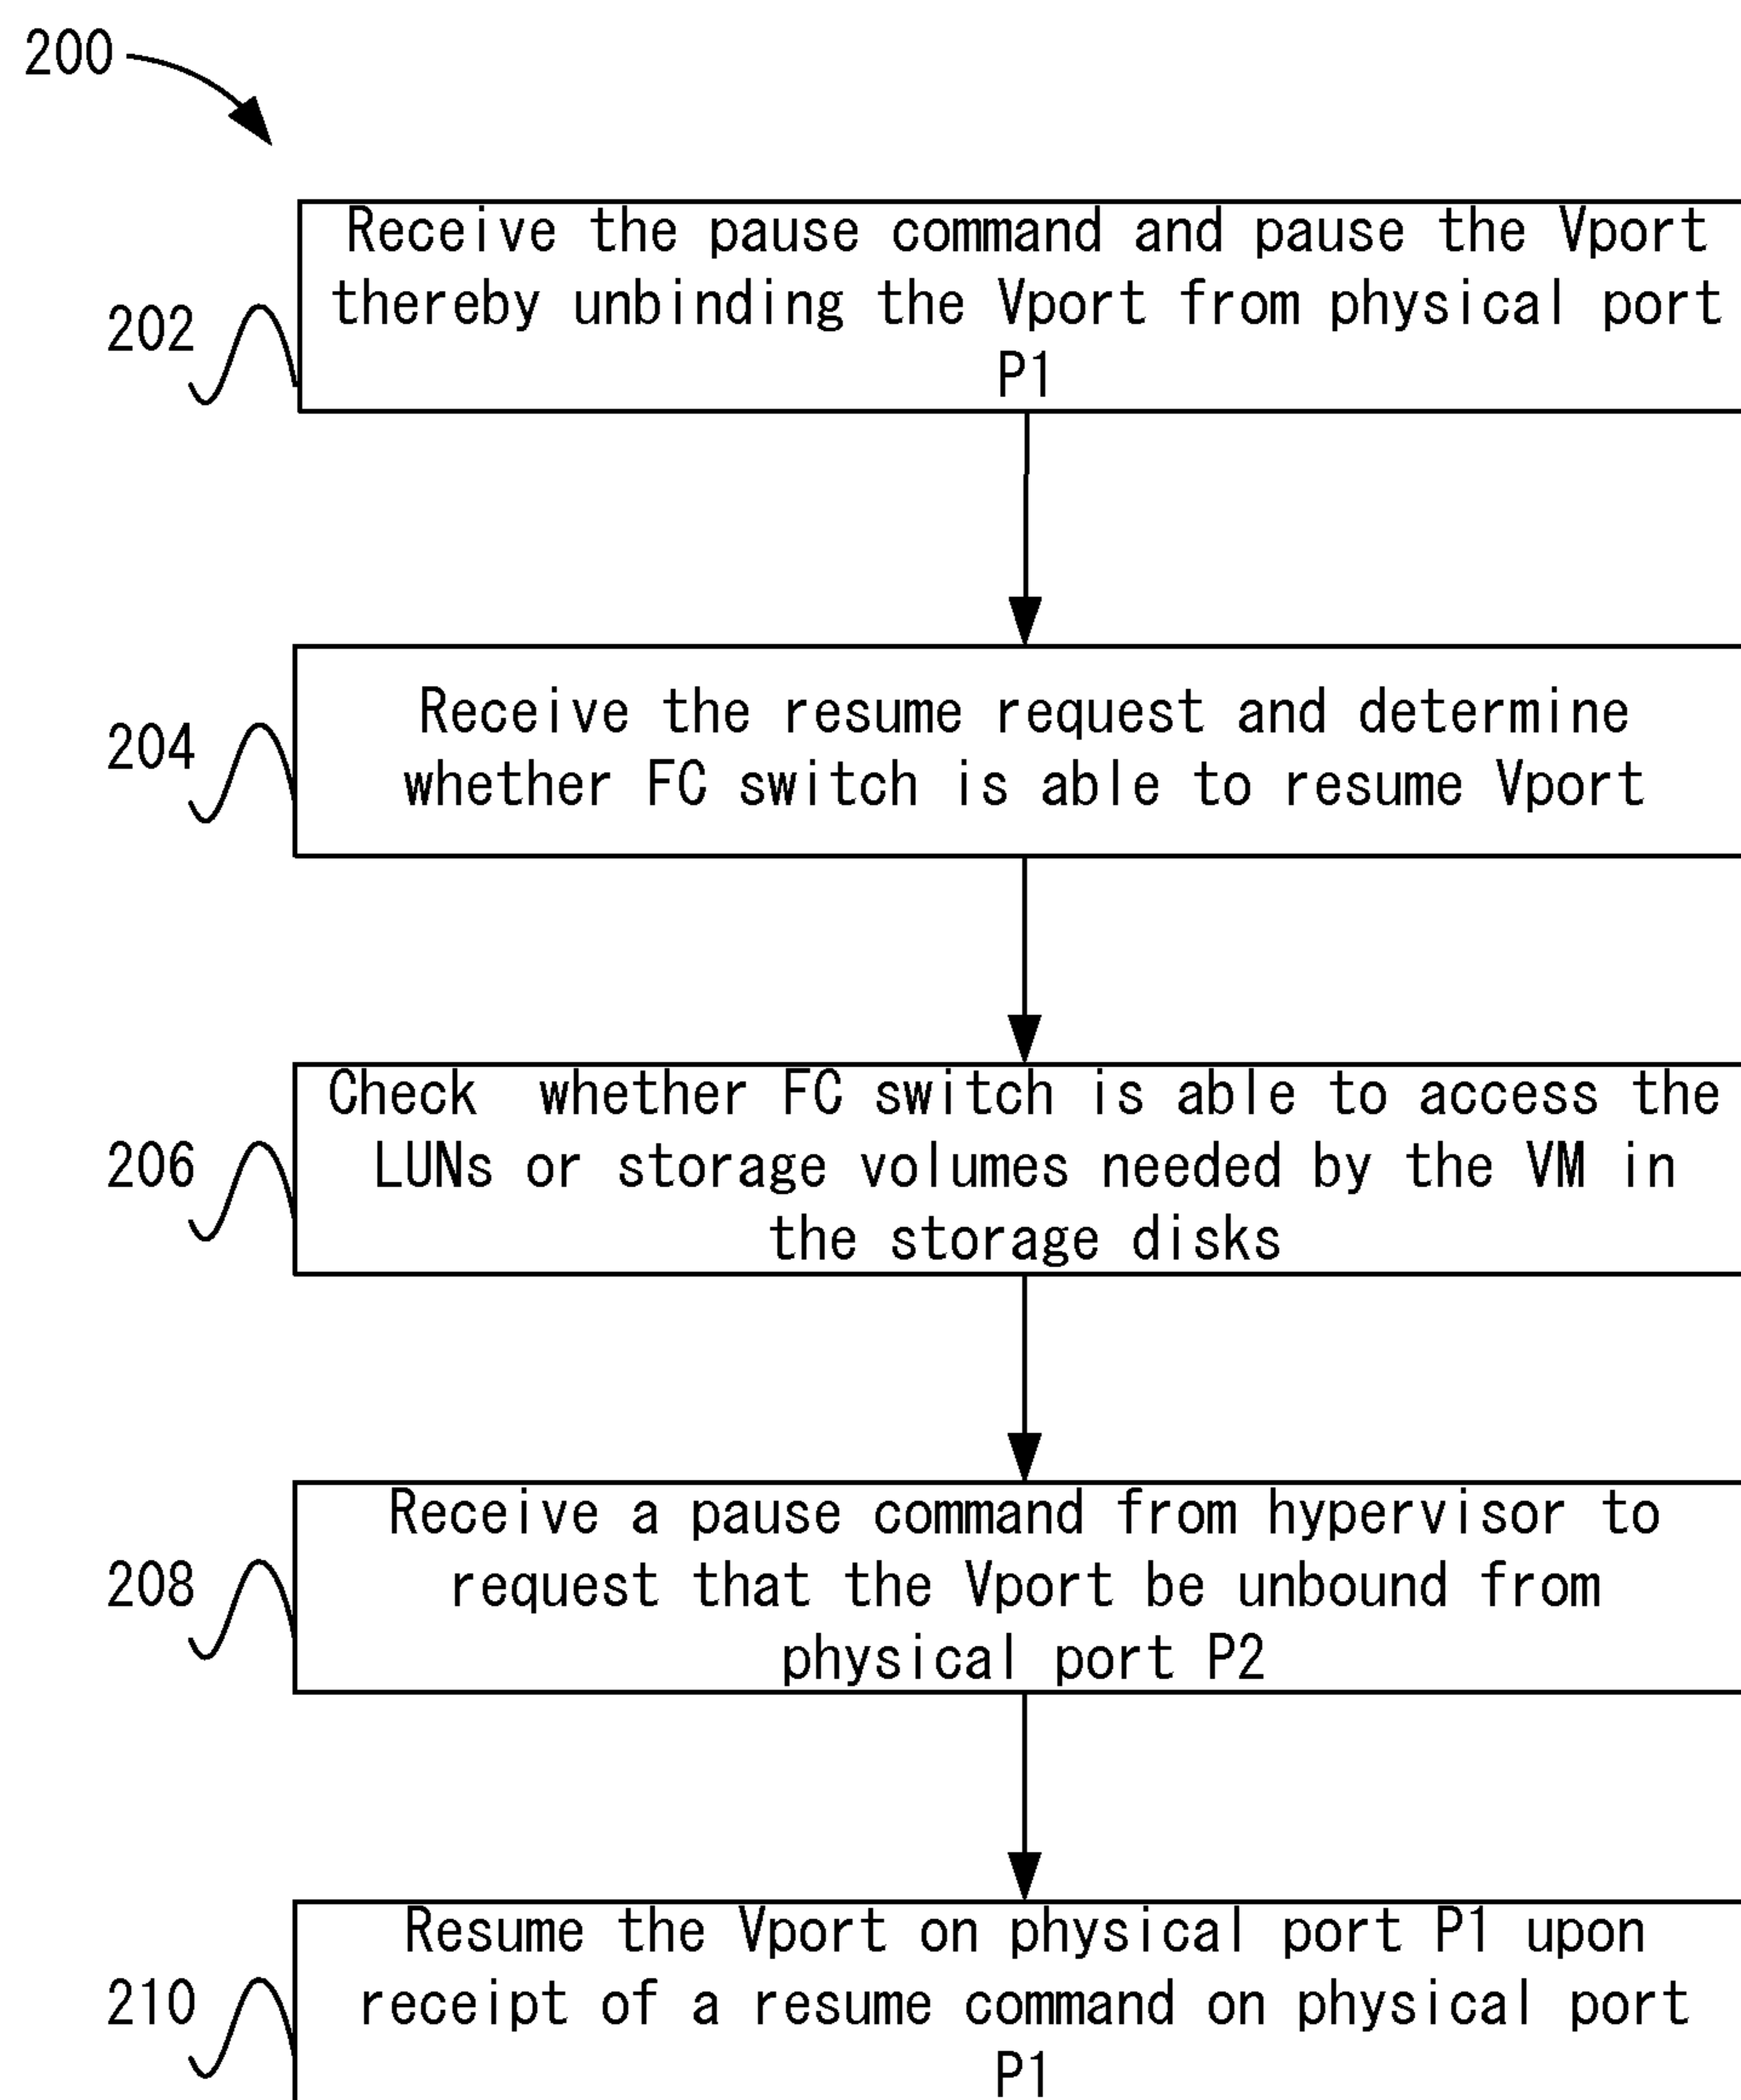 200
Receive the pause command and pause the Vport
thereby unbinding the Vport from physical port
P1
202
Receive the resume request and determine
whether FC switch is able to resume Vport
204
Check whether FC switch is able to access the
LUNs or storage volumes needed by the VM in
the storage disks
206
Receive a pause command from hypervisor to
request that the Vport be unbound from
physical port P2
208
Resume the Vport on physical port P1 upon
receipt of a resume command on physical port
P1
210